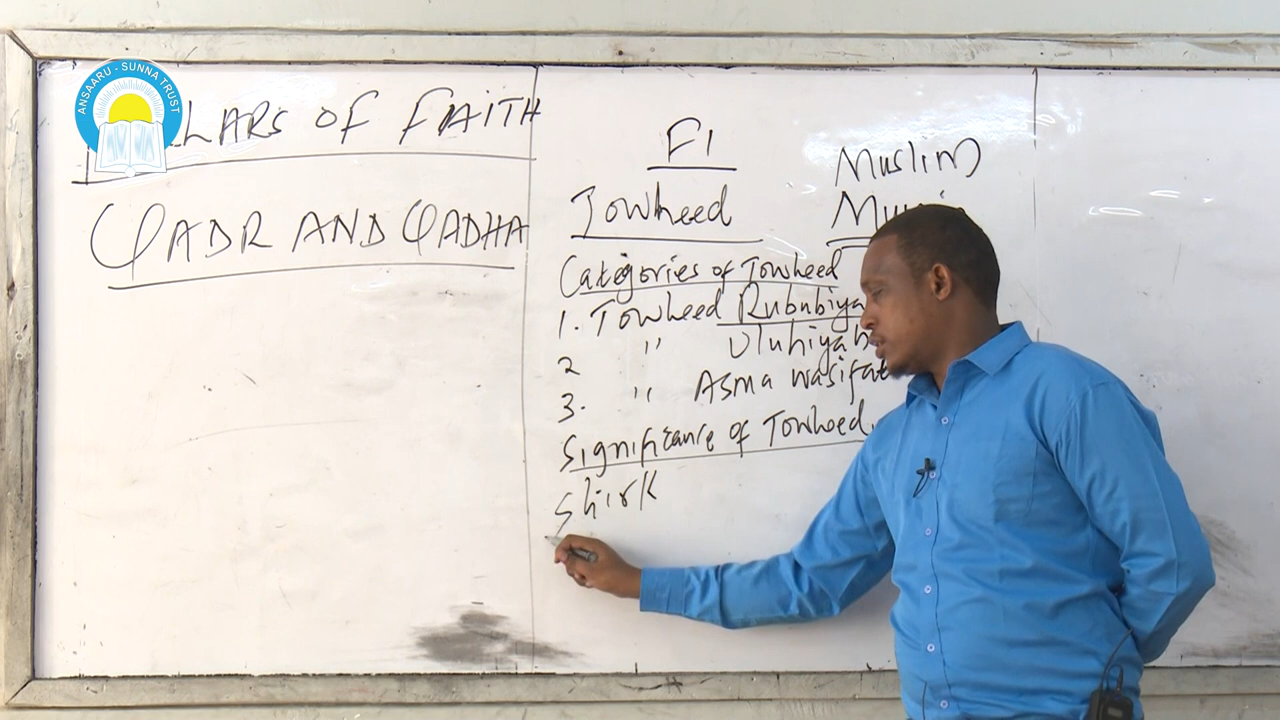 ANSAARU - SUNNA TRUST
LARS OF FAITH
QADR AND QADHA
F1
Towheed
Categories of Towheed
1. Towheed Rububiya
2 " Uluhiyah
3. " Asma wasifat
Significance of Towheed.
Shirk
Muslim